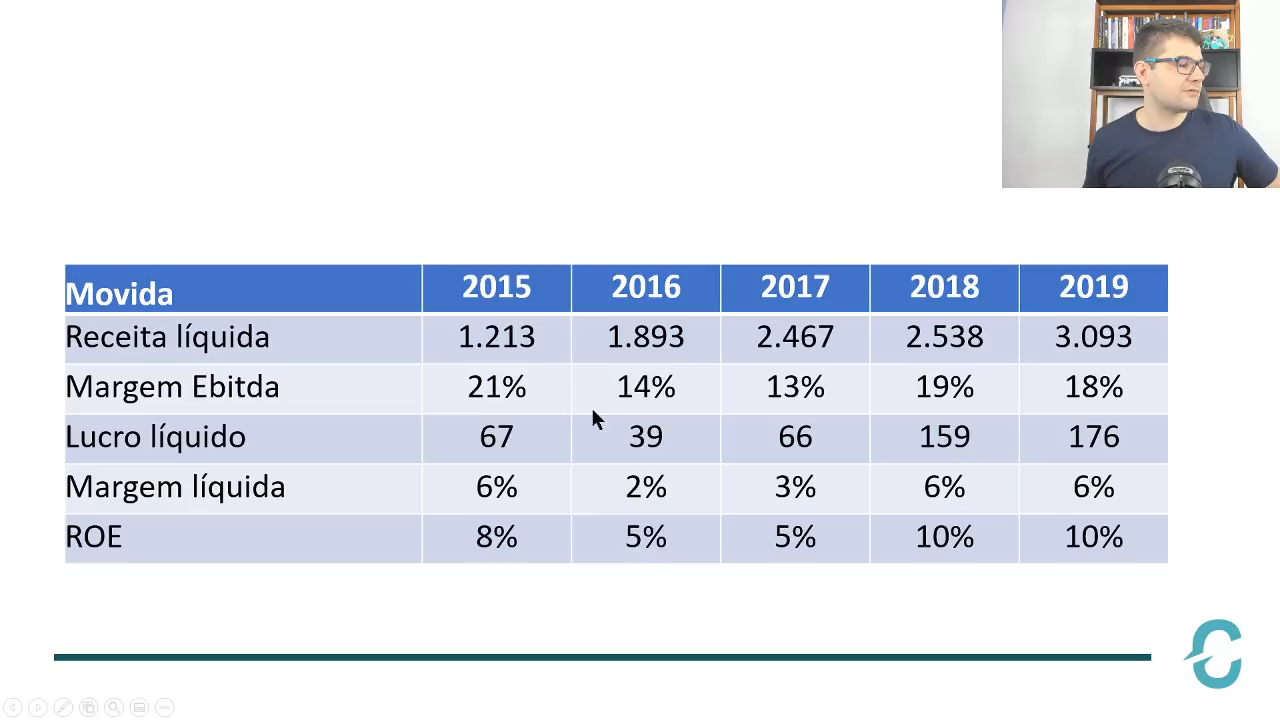 Movida 2015 2016 2017 2018 2019
Receita líquida 1.213 1.893 2.467 2.538 3.093
Margem Ebitda 21% 14% 13% 19% 18%
Lucro líquido 67 39 66 159 176
Margem líquida 6% 2% 3% 6% 6%
ROE 8% 5% 5% 10% 10%